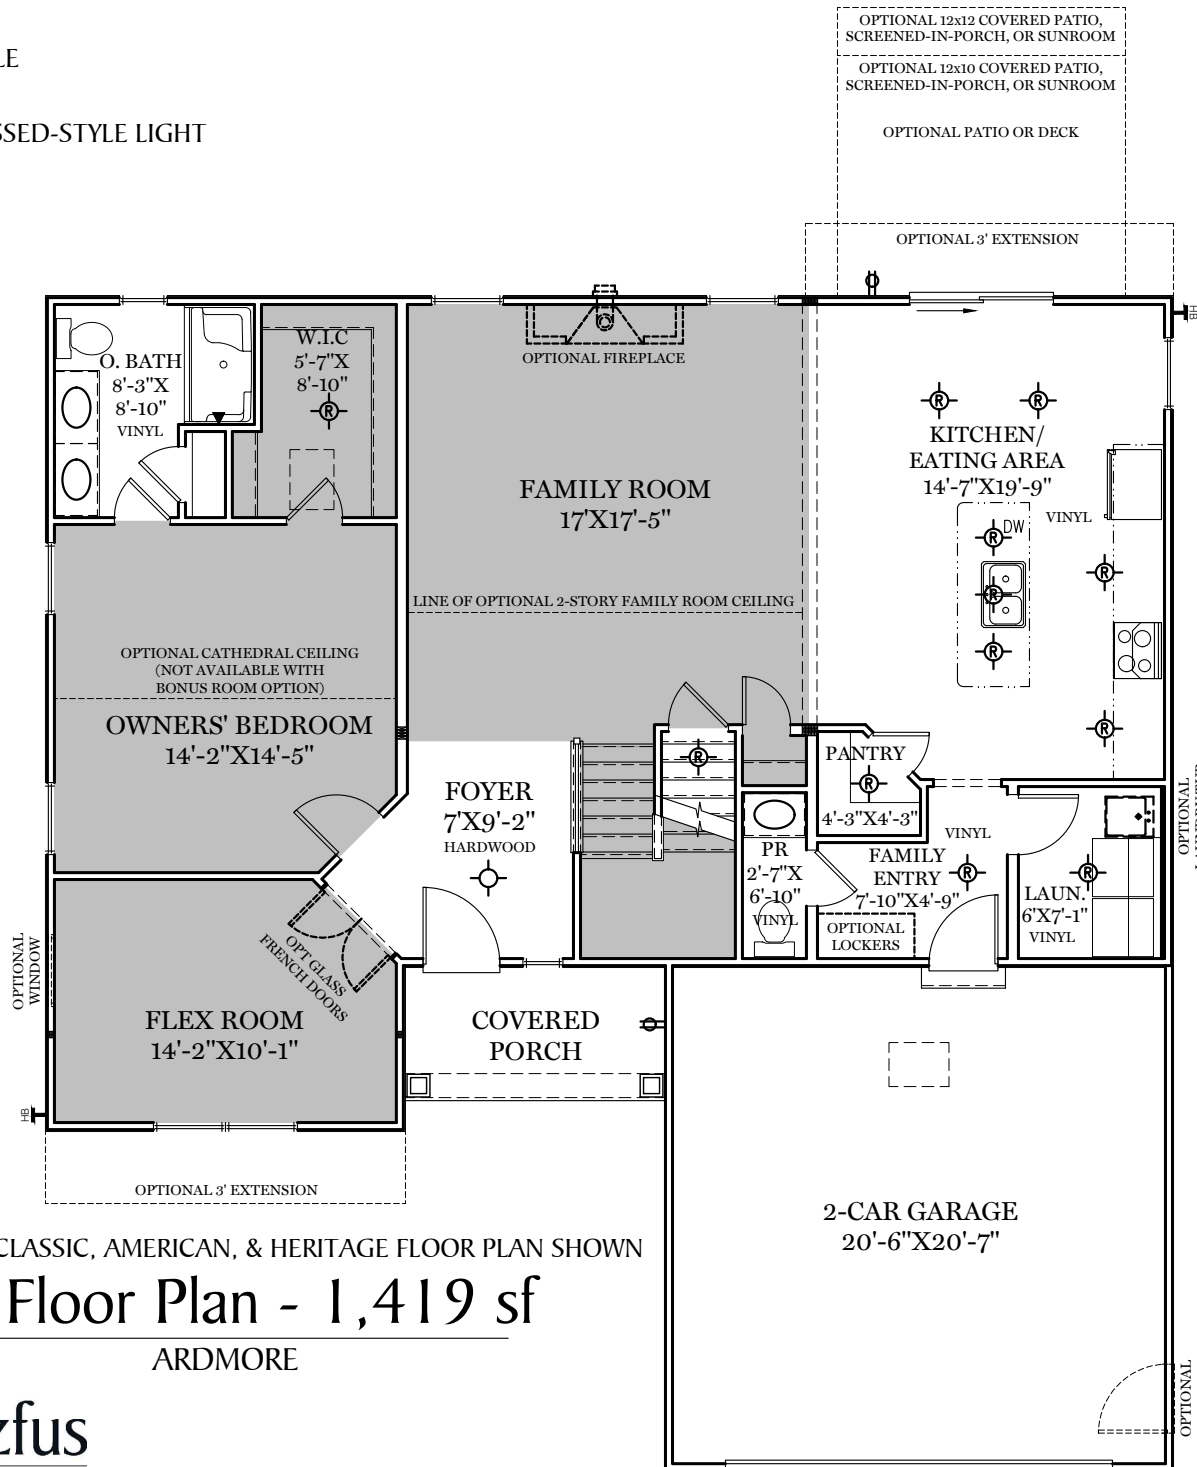 LE
SSED-STYLE LIGHT
OPTIONAL 12x12 COVERED PATIO,
SCREENED-IN-PORCH, OR SUNROOM
OPTIONAL 12x10 COVERED PATIO,
SCREENED-IN-PORCH, OR SUNROOM
OPTIONAL PATIO OR DECK
OPTIONAL 3' EXTENSION
HB
O. BATH
8'-3"X
8'-10"
VINYL
W.I.C
5'-7"X
8'-10"
R
OPTIONAL FIREPLACE
FAMILY ROOM
17'X17'-5"
LINE OF OPTIONAL 2-STORY FAMILY ROOM CEILING
R
R
KITCHEN/
EATING AREA
14'-7"X19'-9"
VINYL
R
DW
R
R
R
R
OPTIONAL CATHEDRAL CEILING
(NOT AVAILABLE WITH
BONUS ROOM OPTION)
OWNERS' BEDROOM
14'-2"X14'-5"
FOYER
7'X9'-2"
HARDWOOD
R
PANTRY
R
4'-3"X4'-3"
OPTIONAL
PR
2'-7"X
6'-10"
VINYL
VINYL
FAMILY
ENTRY
R
7'-10"X4'-9"
OPTIONAL
LOCKERS
R
LAUN.
6'X7'-1"
VINYL
OPTIONAL
WINDOW
OPT GLASS
FRENCH DOORS
FLEX ROOM
14'-2"X10'-1"
COVERED
PORCH
HB
OPTIONAL 3' EXTENSION
2-CAR GARAGE
20'-6"X20'-7"
CLASSIC, AMERICAN, & HERITAGE FLOOR PLAN SHOWN
Floor Plan - 1,419 sf
ARDMORE
OPTIONAL
zfus